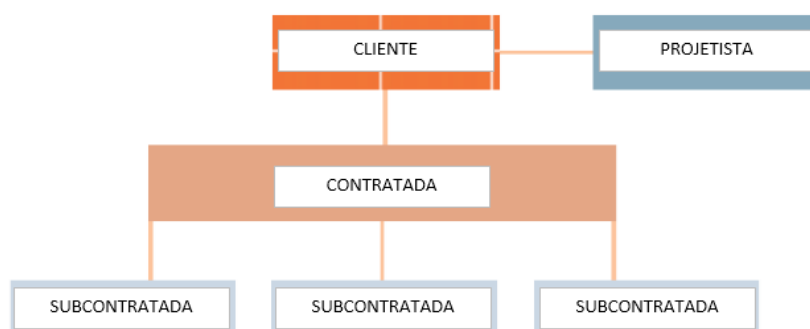 CLIENTE
PROJETISTA
CONTRATADA
SUBCONTRATADA
SUBCONTRATADA
SUBCONTRATADA